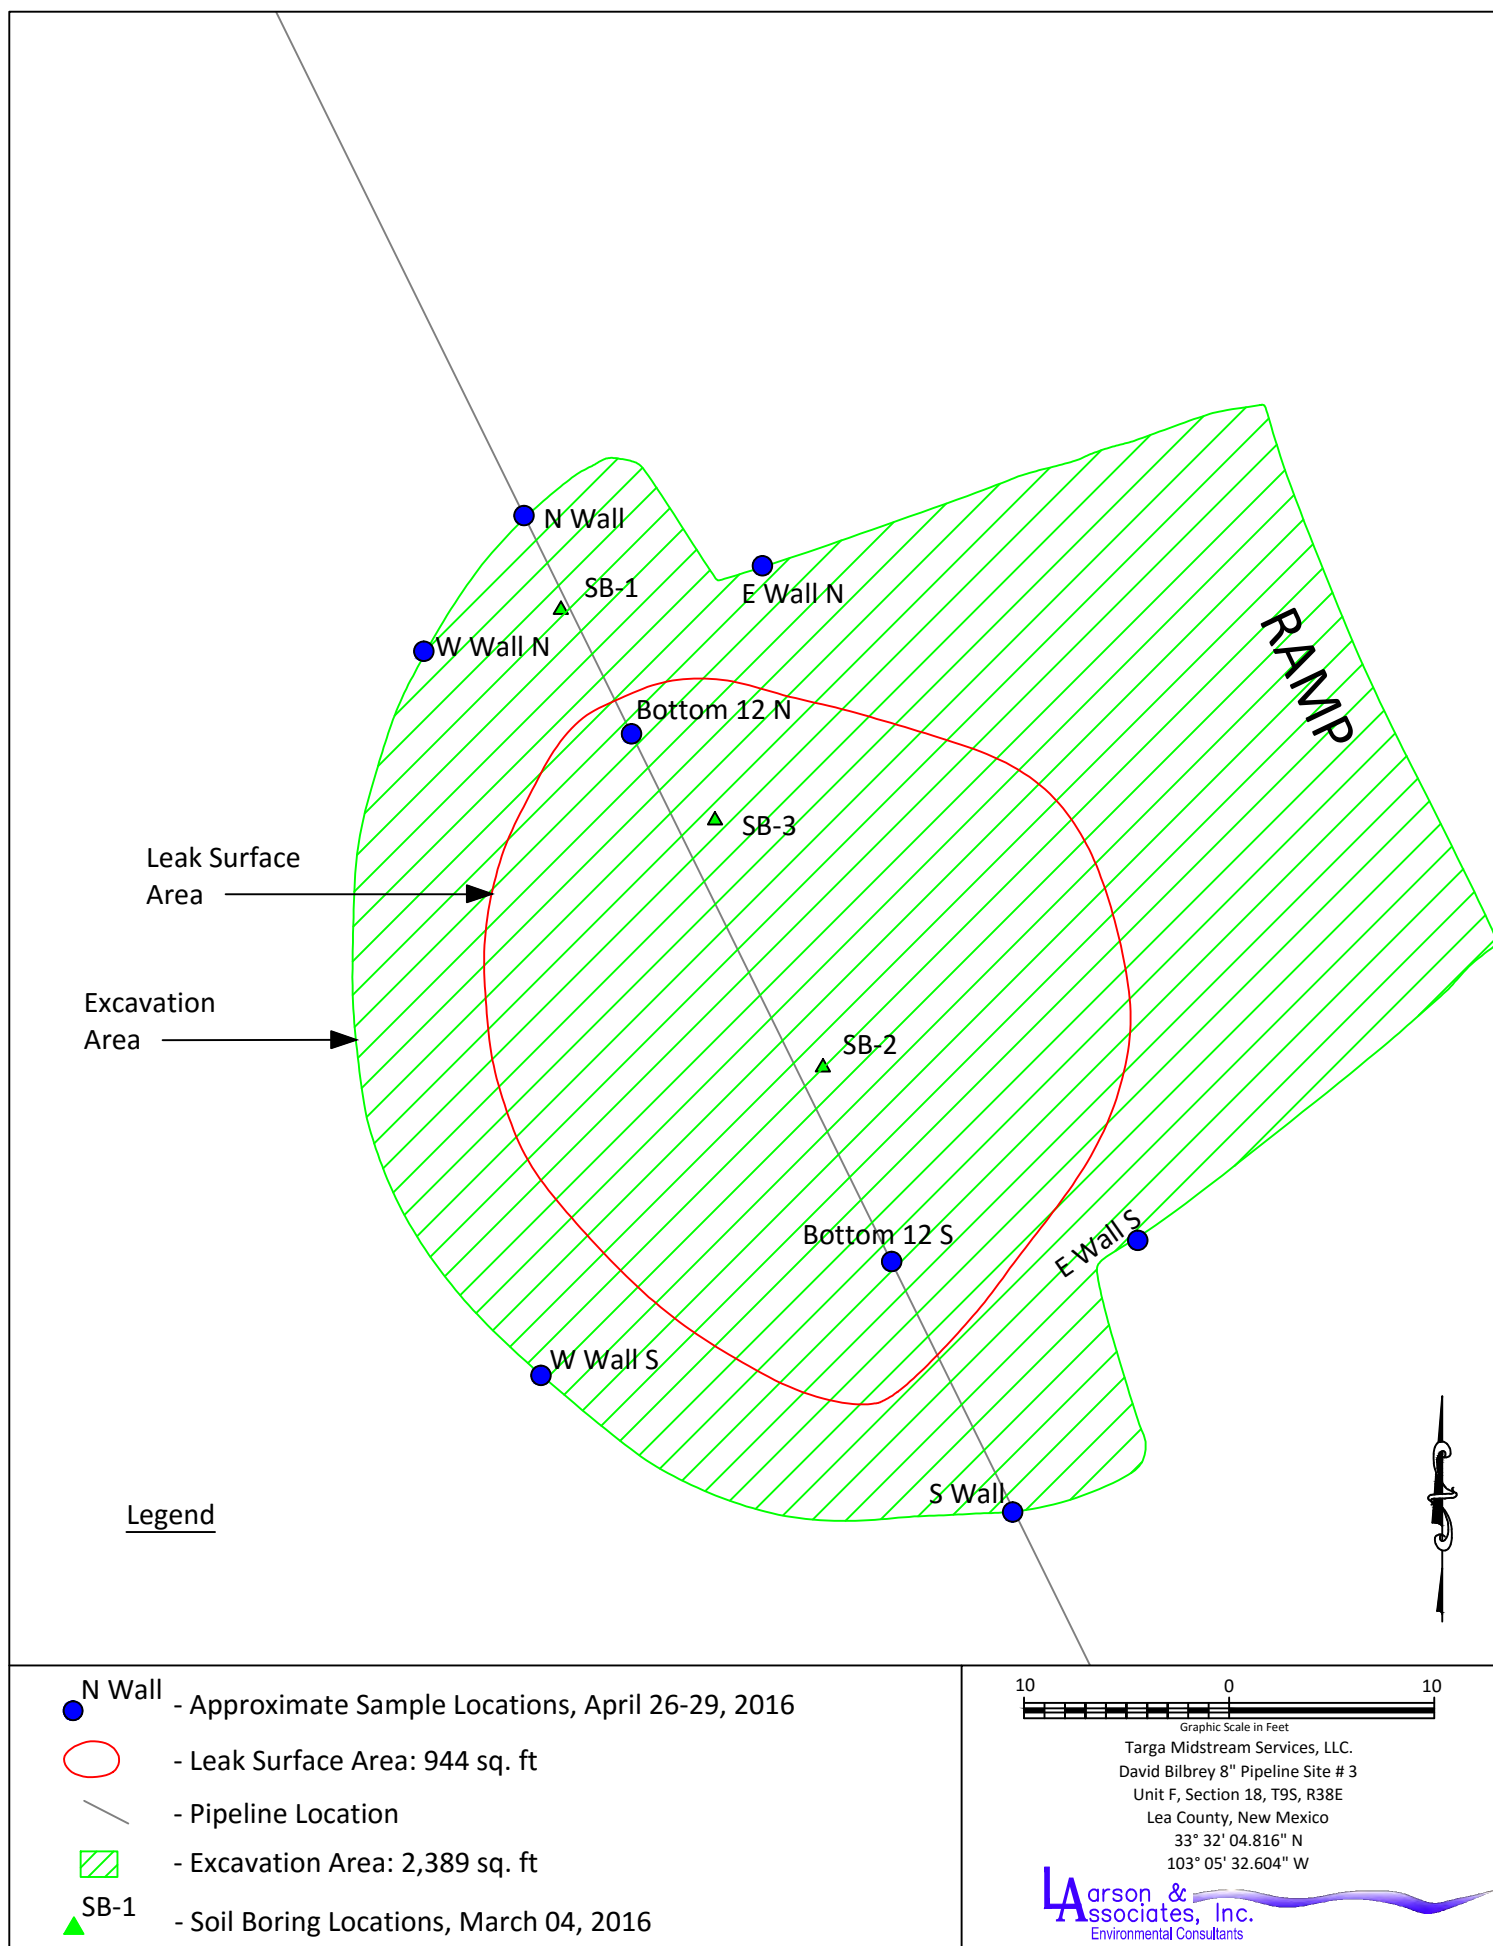 N Wall
E Wall N
SB-1
W Wall N
RAMP
Bottom 12 N
SB-3
Leak Surface
Area
Excavation
Area
SB-2
Bottom 12 S
E Wall S
W Wall S
S Wall
Legend
N Wall - Approximate Sample Locations, April 26-29, 2016
- Leak Surface Area: 944 sq. ft
- Pipeline Location
- Excavation Area: 2,389 sq. ft
SB-1 - Soil Boring Locations, March 04, 2016
10 0 10
Graphic Scale in Feet
Targa Midstream Services, LLC.
David Bilbrey 8" Pipeline Site # 3
Unit F, Section 18, T9S, R38E
Lea County, New Mexico
33° 32' 04.816" N
103° 05' 32.604" W
Larson &
Associates, Inc.
Environmental Consultants